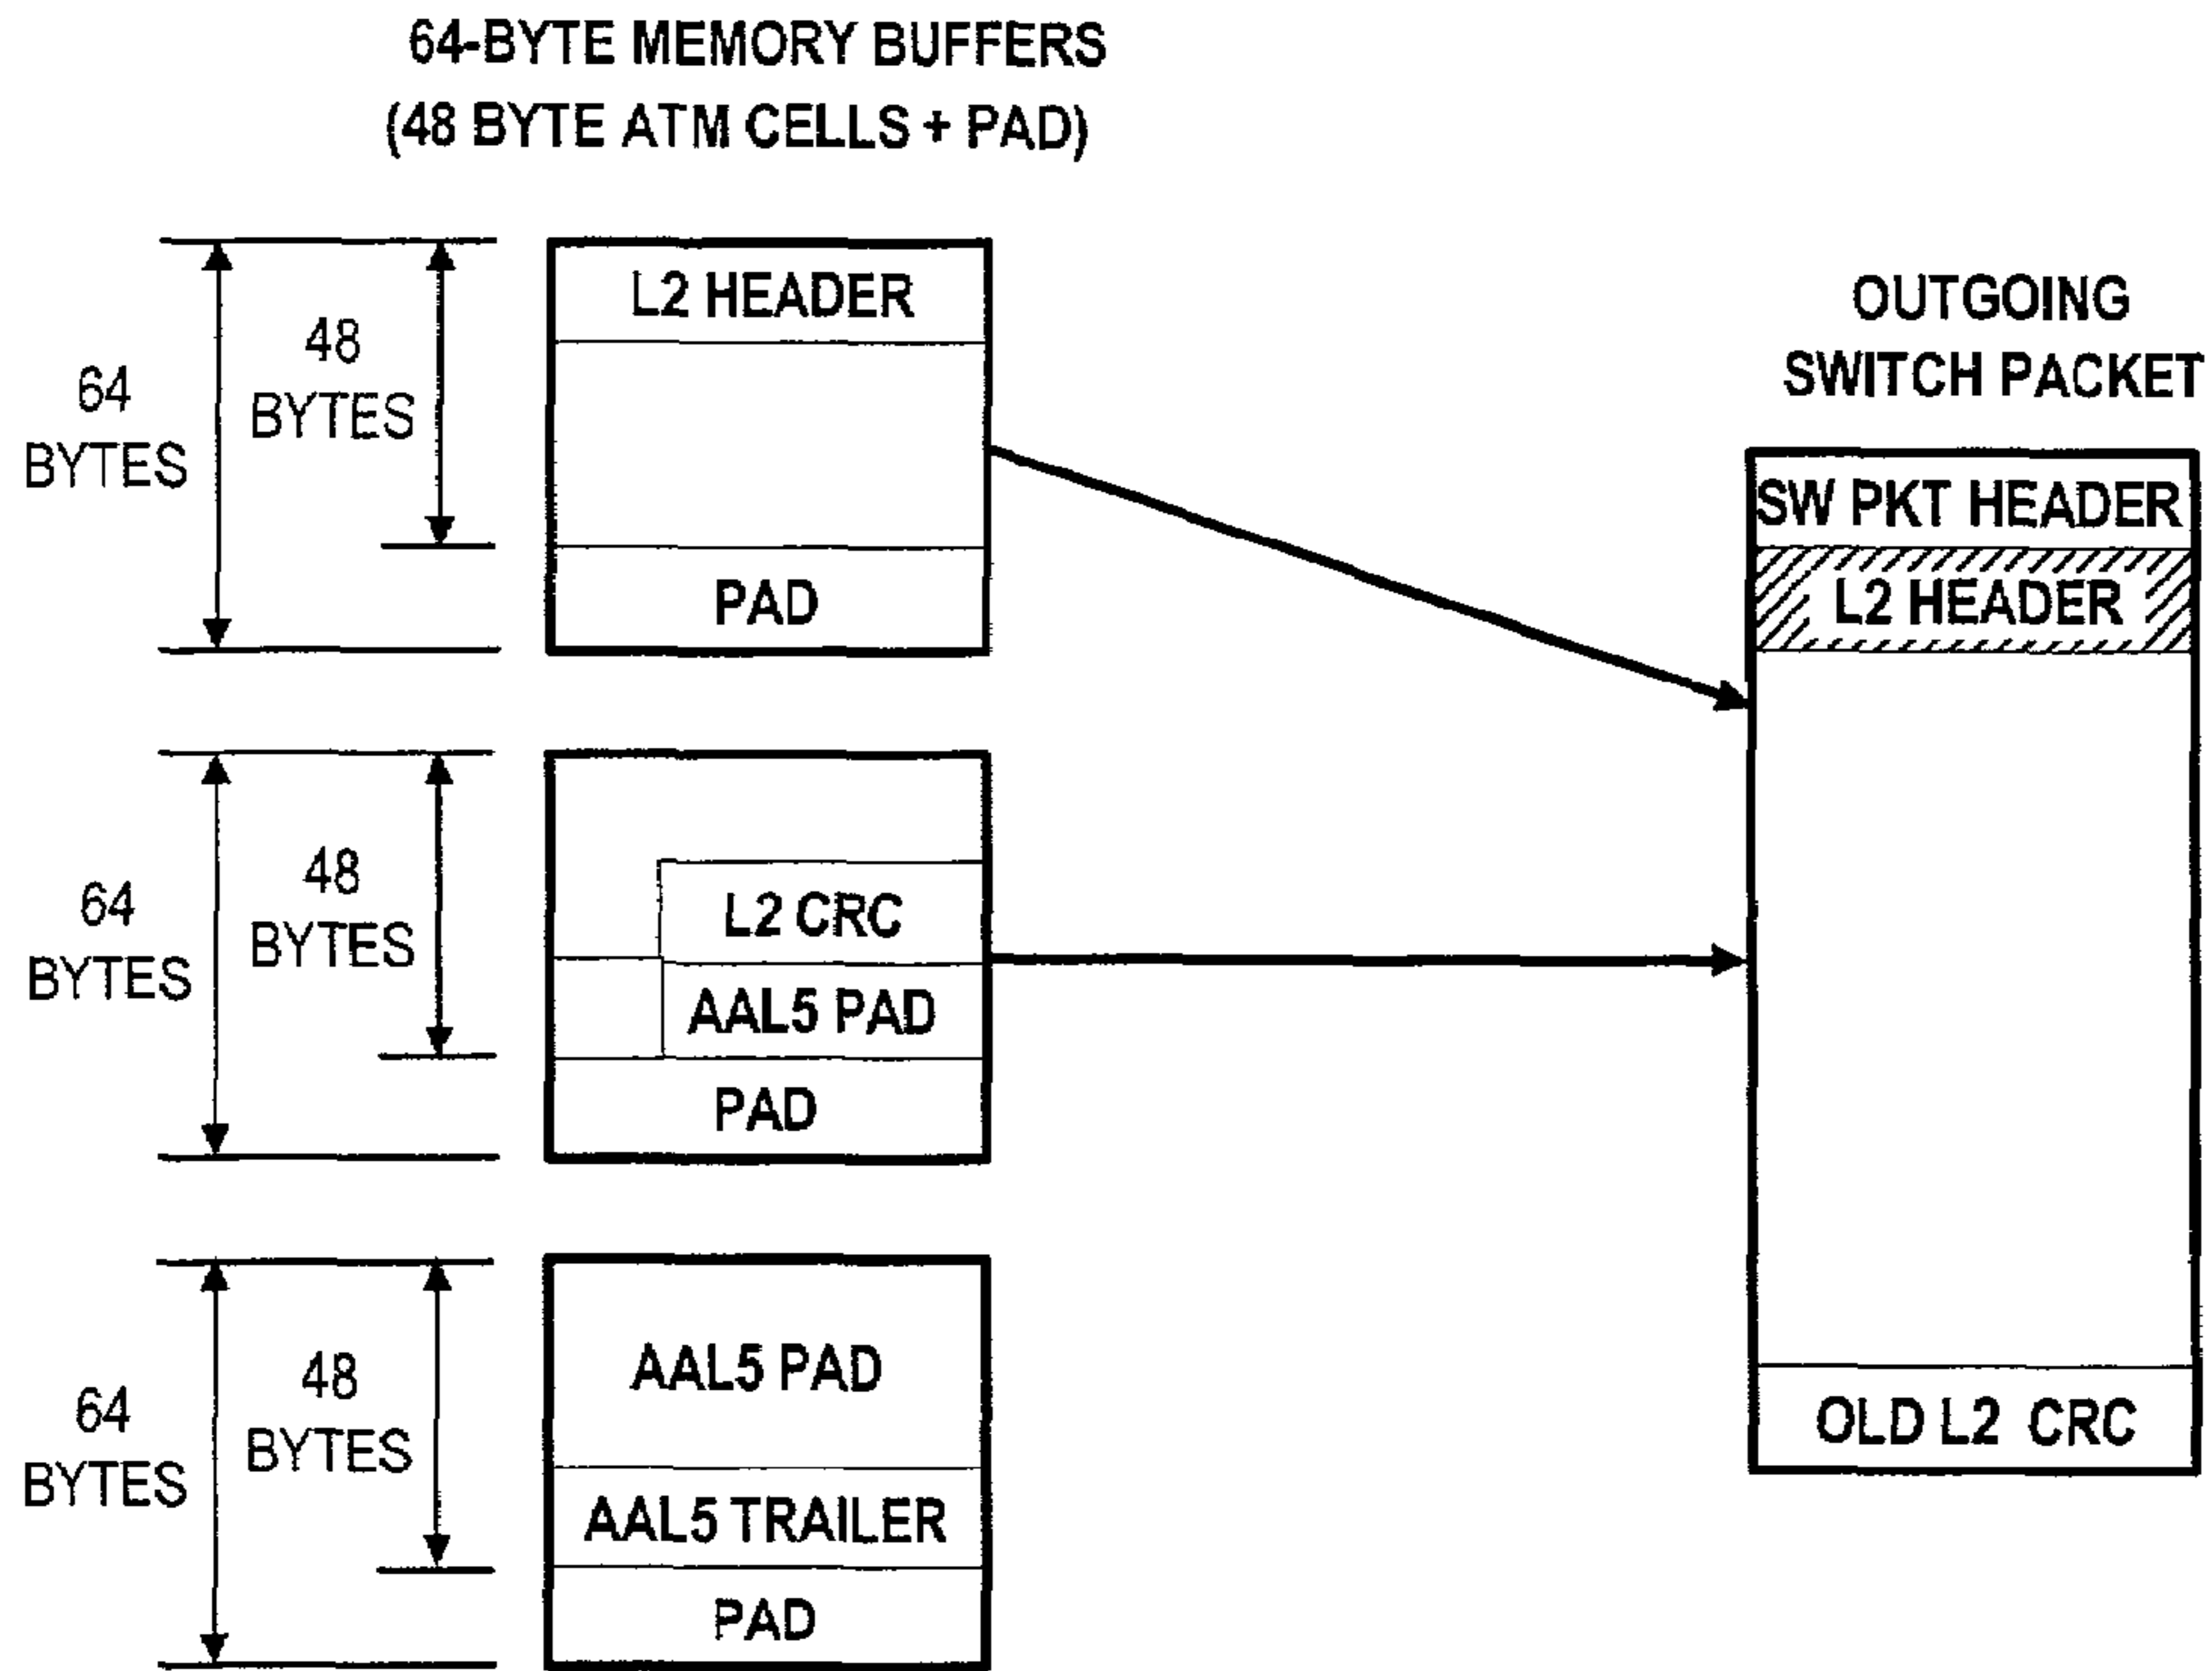 64-BYTE MEMORY BUFFERS
(48 BYTE ATM CELLS + PAD)
64
BYTES
48
BYTES
L2 HEADER
PAD
64
BYTES
48
BYTES
L2 CRC
AAL5 PAD
PAD
64
BYTES
48
BYTES
AAL5 PAD
AAL5 TRAILER
PAD
OUTGOING
SWITCH PACKET
SW PKT HEADER
L2 HEADER
OLD L2 CRC